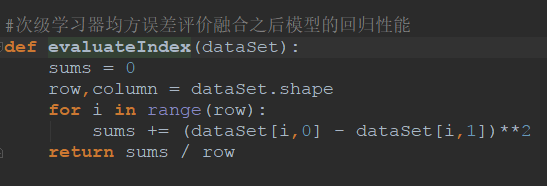 #次级学习器均方误差评价融合之后模型的回归性能
def evaluateIndex(dataSet):
    sums = 0
    row,column = dataSet.shape
    for i in range(row):
        sums += (dataSet[i,0] - dataSet[i,1])**2
    return sums / row